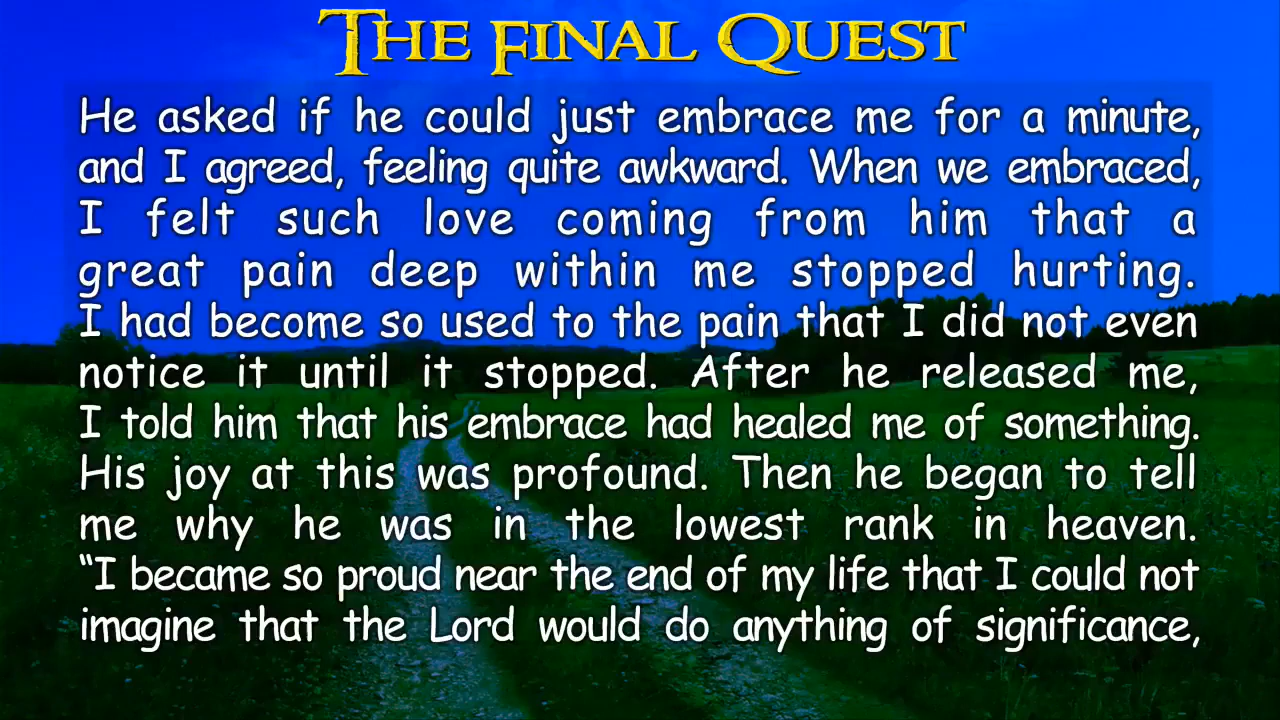 The Final Quest
He asked if he could just embrace me for a minute,
and I agreed, feeling quite awkward. When we embraced,
I felt such love coming from him that a
great pain deep within me stopped hurting.
I had become so used to the pain that I did not even
notice it until it stopped. After he released me,
I told him that his embrace had healed me of something.
His joy at this was profound. Then he began to tell
me why he was in the lowest rank in heaven.
“I became so proud near the end of my life that I could not
imagine that the Lord would do anything of significance,